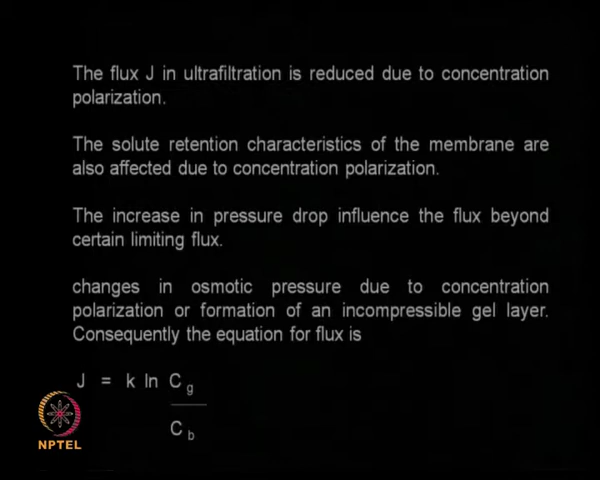 The flux J in ultrafiltration is reduced due to concentration
polarization.
The solute retention characteristics of the membrane are
also affected due to concentration polarization.
The increase in pressure drop influence the flux beyond
certain limiting flux.
changes in osmotic pressure due to concentration
polarization or formation of an incompressible gel layer.
Consequently the equation for flux is
J = k ln C g
C b
NPTEL